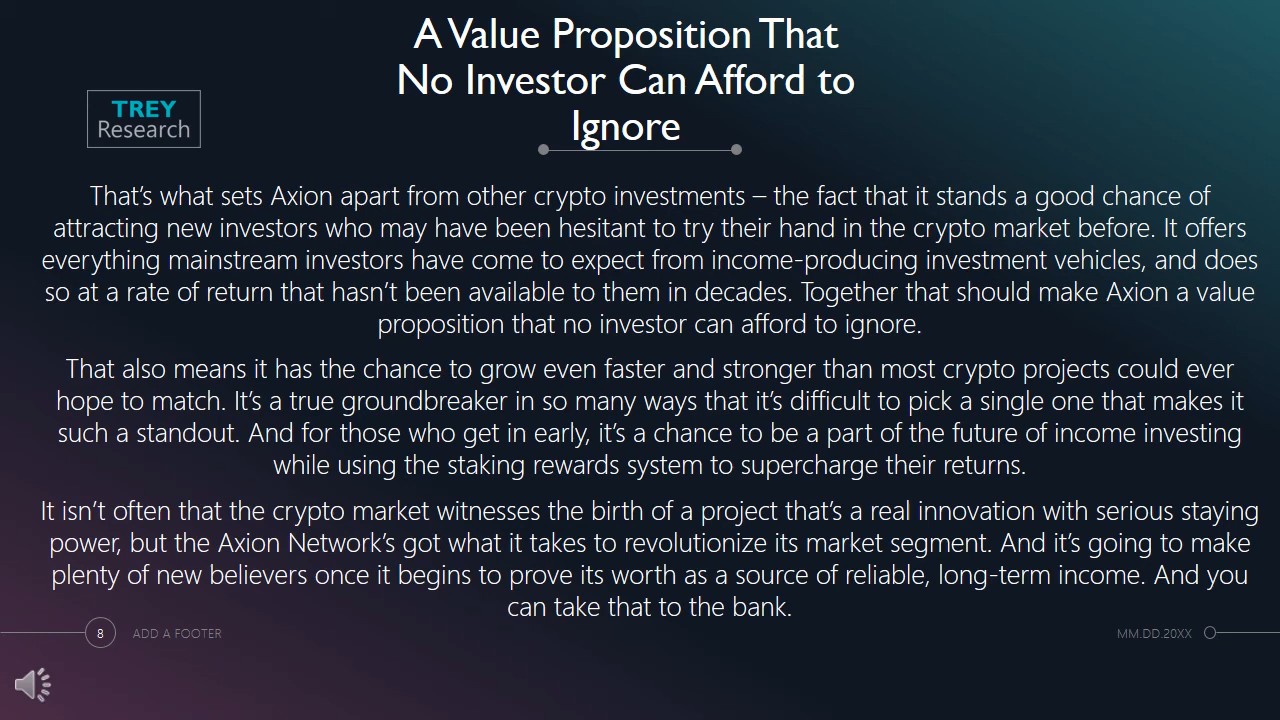 A Value Proposition That
No Investor Can Afford to
Ignore
TREY
Research
That’s what sets Axion apart from other crypto investments – the fact that it stands a good chance of
attracting new investors who may have been hesitant to try their hand in the crypto market before. It offers
everything mainstream investors have come to expect from income-producing investment vehicles, and does
so at a rate of return that hasn’t been available to them in decades. Together that should make Axion a value
proposition that no investor can afford to ignore.
That also means it has the chance to grow even faster and stronger than most crypto projects could ever
hope to match. It’s a true groundbreaker in so many ways that it’s difficult to pick a single one that makes it
such a standout. And for those who get in early, it’s a chance to be a part of the future of income investing
while using the staking rewards system to supercharge their returns.
It isn’t often that the crypto market witnesses the birth of a project that’s a real innovation with serious staying
power, but the Axion Network’s got what it takes to revolutionize its market segment. And it’s going to make
plenty of new believers once it begins to prove its worth as a source of reliable, long-term income. And you
can take that to the bank.
8 ADD A FOOTER MM.DD.20XX